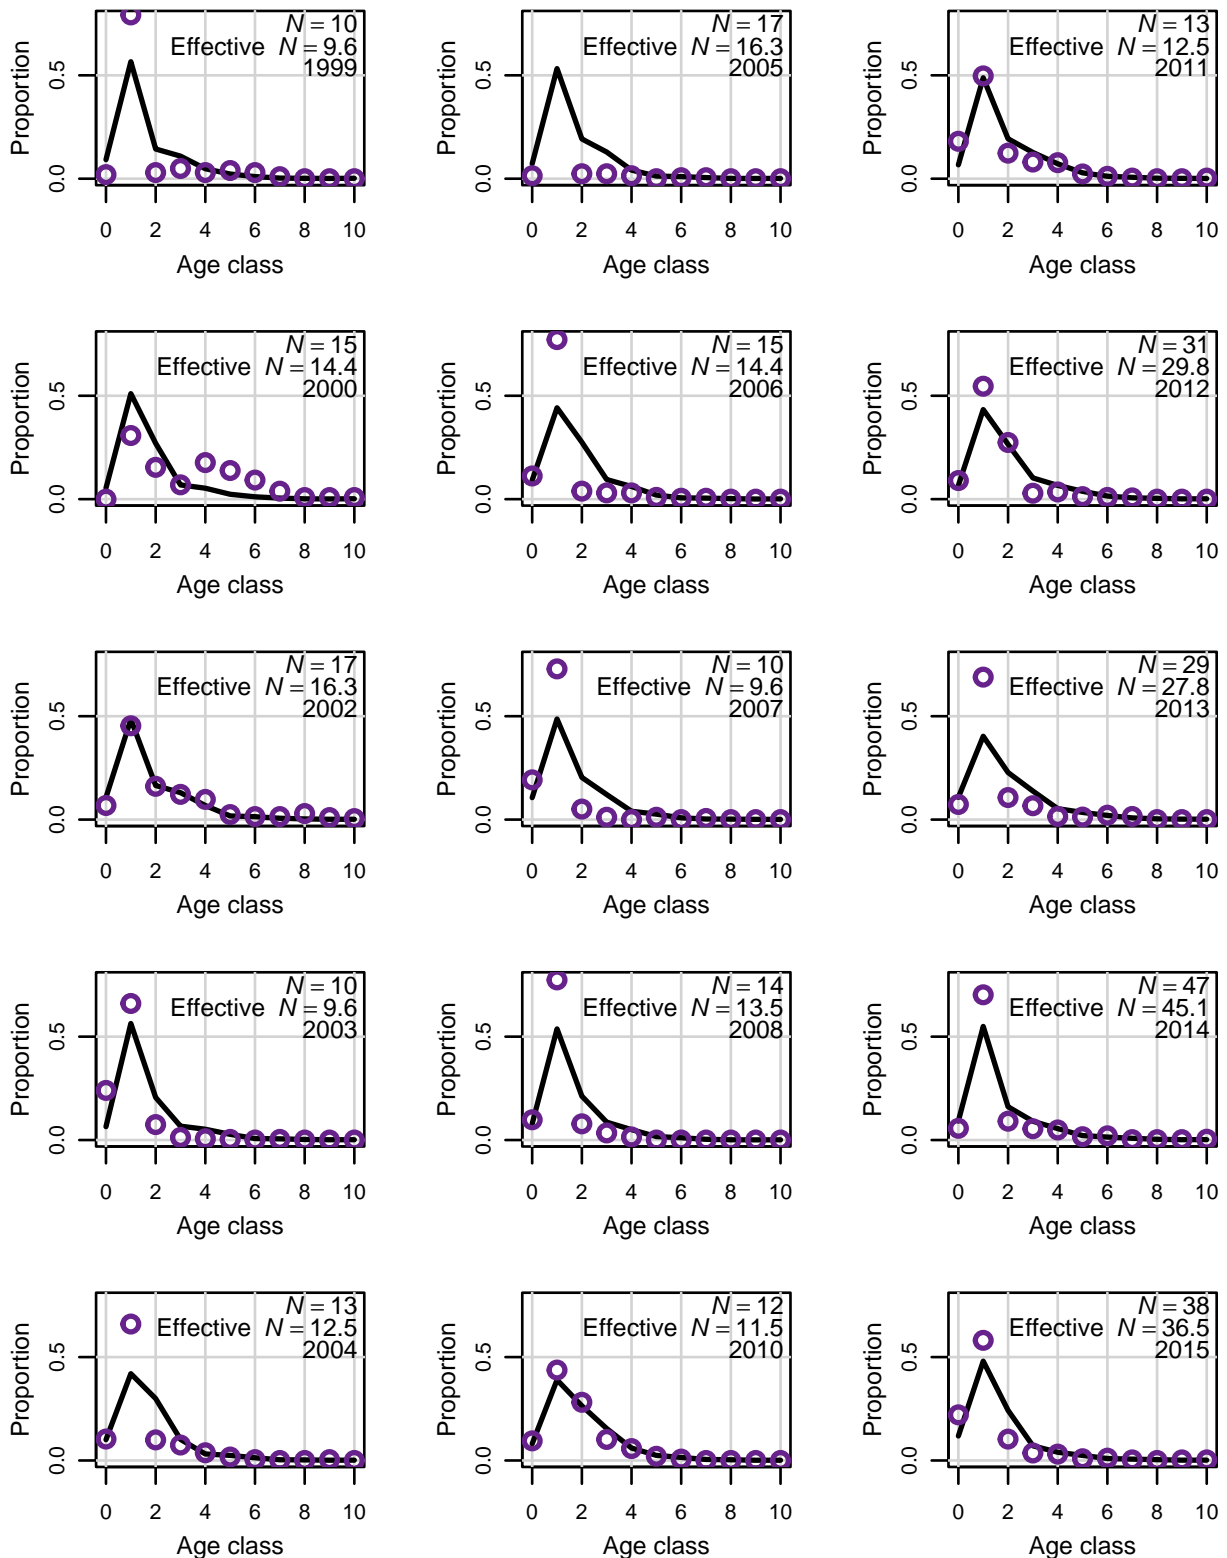 N = 10
Effective N = 9.6
1999
Proportion
0.0 0.5
0 2 4 6 8 10
Age class
N = 17
Effective N = 16.3
2005
Proportion
0.0 0.5
0 2 4 6 8 10
Age class
N = 13
Effective N = 12.5
2011
Proportion
0.0 0.5
0 2 4 6 8 10
Age class
N = 15
Effective N = 14.4
2000
Proportion
0.0 0.5
0 2 4 6 8 10
Age class
N = 15
Effective N = 14.4
2006
Proportion
0.0 0.5
0 2 4 6 8 10
Age class
N = 31
Effective N = 29.8
2012
Proportion
0.0 0.5
0 2 4 6 8 10
Age class
N = 17
Effective N = 16.3
2002
Proportion
0.0 0.5
0 2 4 6 8 10
Age class
N = 10
Effective N = 9.6
2007
Proportion
0.0 0.5
0 2 4 6 8 10
Age class
N = 29
Effective N = 27.8
2013
Proportion
0.0 0.5
0 2 4 6 8 10
Age class
N = 10
Effective N = 9.6
2003
Proportion
0.0 0.5
0 2 4 6 8 10
Age class
N = 14
Effective N = 13.5
2008
Proportion
0.0 0.5
0 2 4 6 8 10
Age class
N = 47
Effective N = 45.1
2014
Proportion
0.0 0.5
0 2 4 6 8 10
Age class
N = 13
Effective N = 12.5
2004
Proportion
0.0 0.5
0 2 4 6 8 10
Age class
N = 12
Effective N = 11.5
2010
Proportion
0.0 0.5
0 2 4 6 8 10
Age class
N = 38
Effective N = 36.5
2015
Proportion
0.0 0.5
0 2 4 6 8 10
Age class